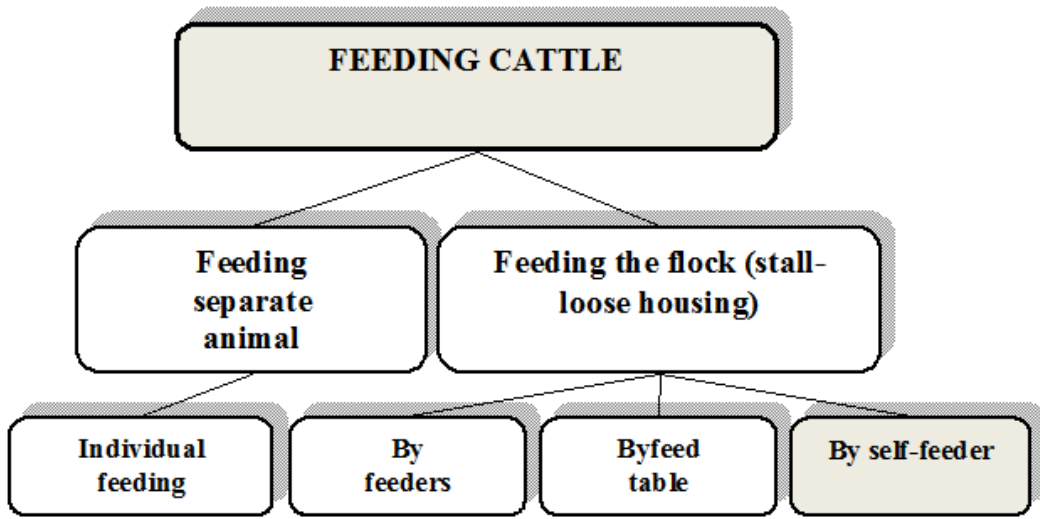 FEEDING CATTLE
Feeding
separate
animal
Feeding the flock (stall-
loose housing)
Individual
feeding
By
feeders
Byfeed
table
By self-feeder